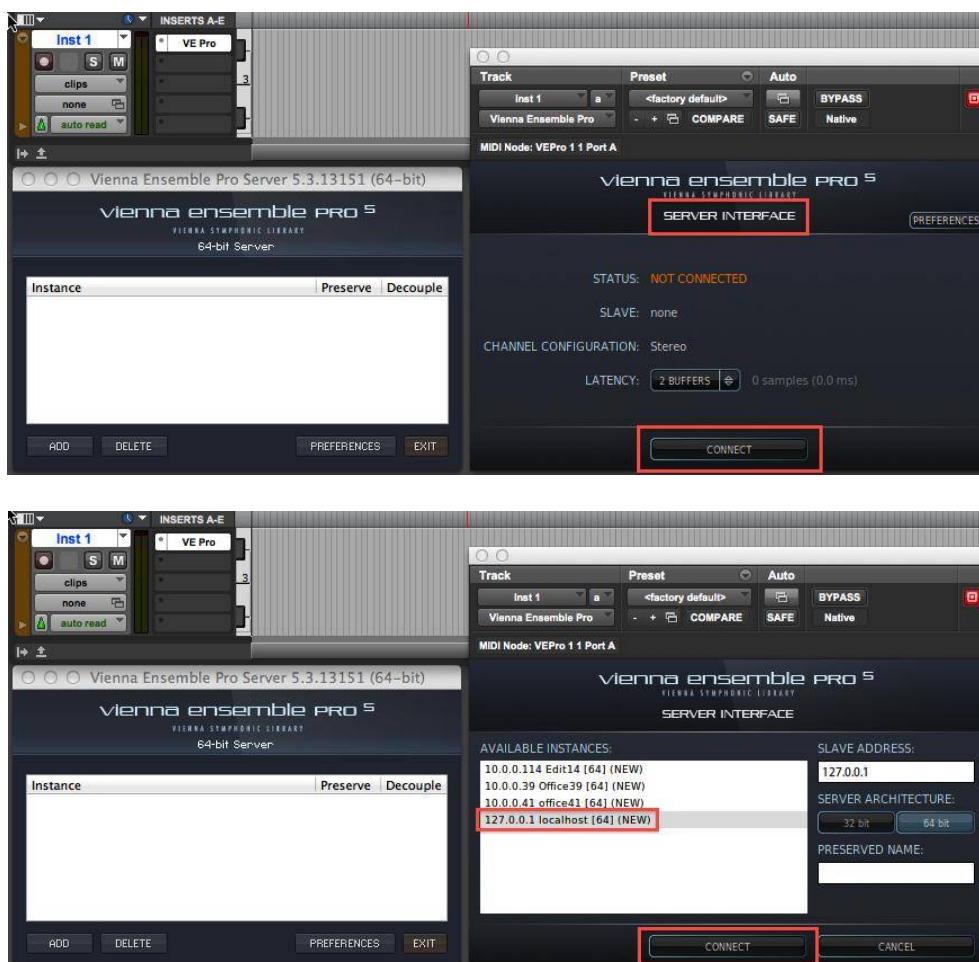 INSERTS A-E
Inst 1
VE Pro
S M
clips
3
none
auto read
Track Preset Auto
Inst 1 a <factory default> BYPASS
Vienna Ensemble Pro - + COMPARE SAFE Native
MIDI Node: VEPro 1 1 Port A
Vienna Ensemble Pro Server 5.3.13151 (64-bit)
vienna ensemble PRO 5
VIENNA SYMPHONIC LIBRARY
64-bit Server
Instance Preserve Decouple
ADD DELETE PREFERENCES EXIT
vienna ensemble PRO 5
VIENNA SYMPHONIC LIBRARY
SERVER INTERFACE
PREFERENCES
STATUS: NOT CONNECTED
SLAVE: none
CHANNEL CONFIGURATION: Stereo
LATENCY: 2 BUFFERS 0 samples (0.0 ms)
CONNECT
INSERTS A-E
Inst 1
VE Pro
S M
clips
3
none
auto read
Track Preset Auto
Inst 1 a <factory default> BYPASS
Vienna Ensemble Pro - + COMPARE SAFE Native
MIDI Node: VEPro 1 1 Port A
Vienna Ensemble Pro Server 5.3.13151 (64-bit)
vienna ensemble PRO 5
VIENNA SYMPHONIC LIBRARY
64-bit Server
Instance Preserve Decouple
ADD DELETE PREFERENCES EXIT
vienna ensemble PRO 5
VIENNA SYMPHONIC LIBRARY
SERVER INTERFACE
AVAILABLE INSTANCES:
10.0.0.114 Edit14 [64] (NEW)
10.0.0.39 Office39 [64] (NEW)
10.0.0.41 office41 [64] (NEW)
127.0.0.1 localhost [64] (NEW)
SLAVE ADDRESS:
127.0.0.1
SERVER ARCHITECTURE:
32 bit 64 bit
PRESERVED NAME:
CONNECT CANCEL